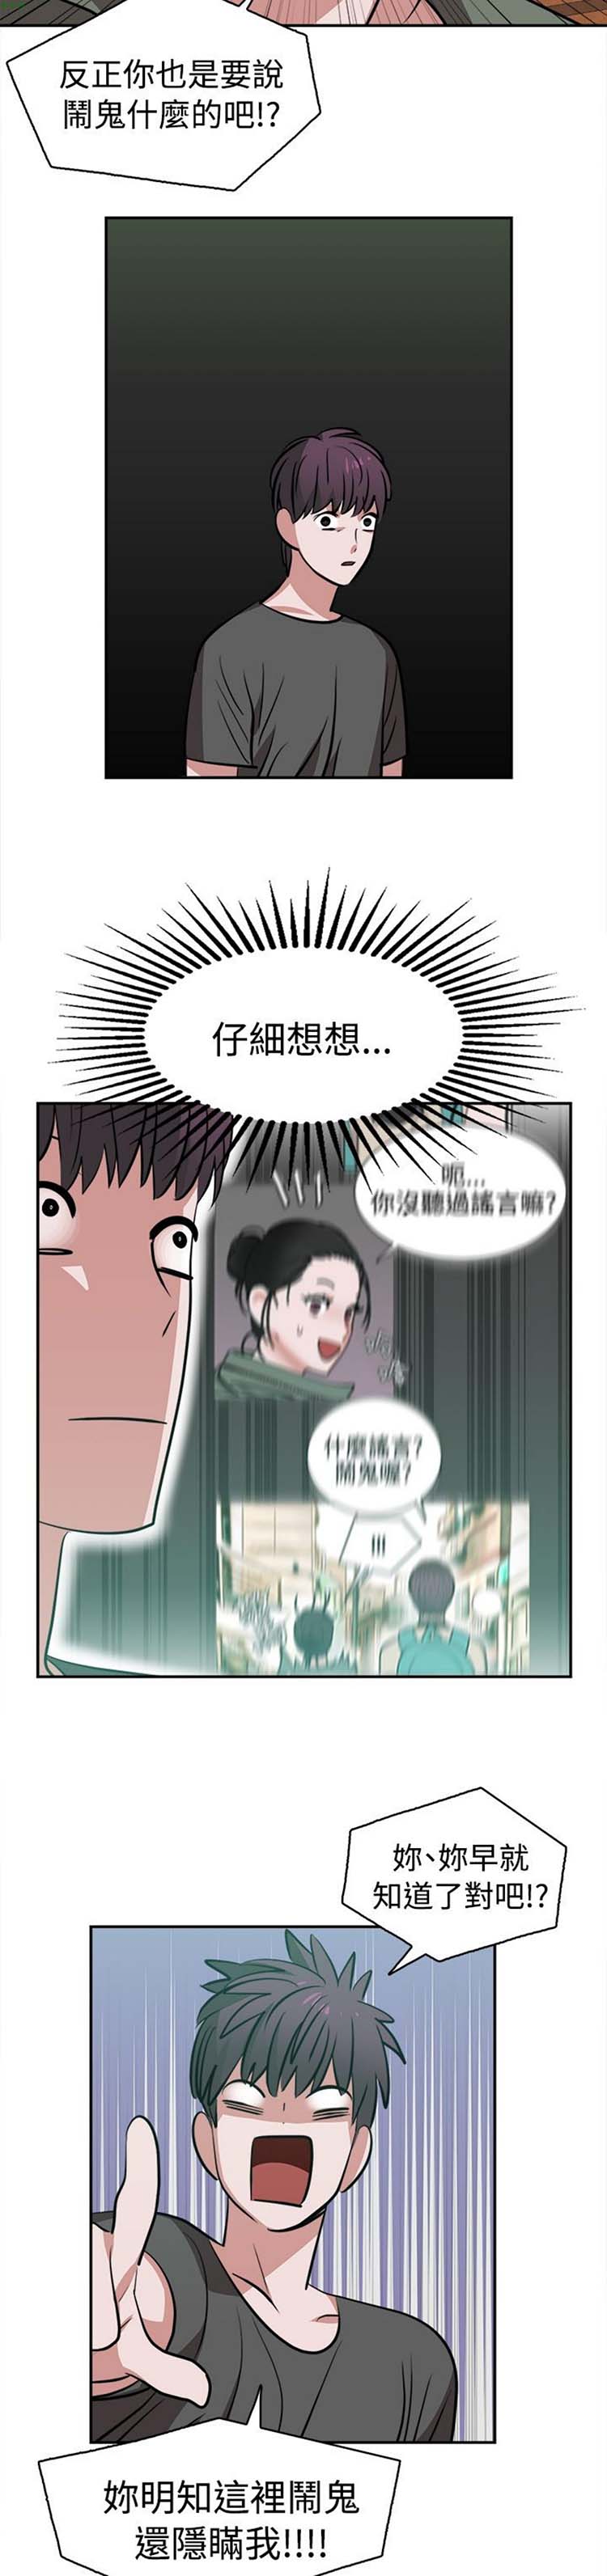 反正你也是要說
鬧鬼什麼的吧!?
仔細想想...
呃...
你沒聽過謠言嘛?
什麼謠言?
鬧鬼喔?
!!!
妳、妳早就
知道了對吧!?
妳明知這裡鬧鬼
還隱瞞我!!!!